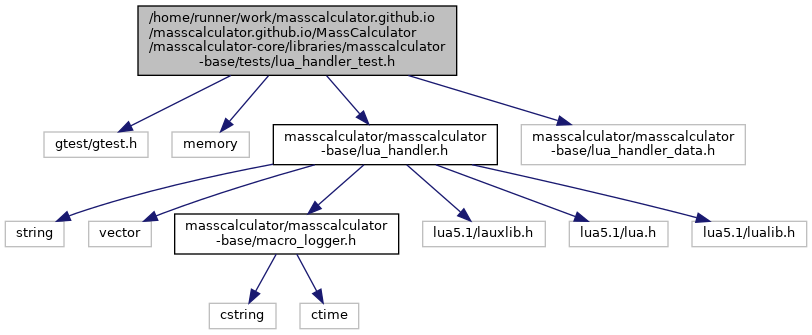 /home/runner/work/masscalculator.github.io
/masscalculator.github.io/MassCalculator
/masscalculator-core/libraries/masscalculator
-base/tests/lua_handler_test.h
gtest/gtest.h
memory
masscalculator/masscalculator
-base/lua_handler.h
masscalculator/masscalculator
-base/lua_handler_data.h
string
vector
masscalculator/masscalculator
-base/macro_logger.h
lua5.1/lauxlib.h
lua5.1/lua.h
lua5.1/lualib.h
cstring
ctime